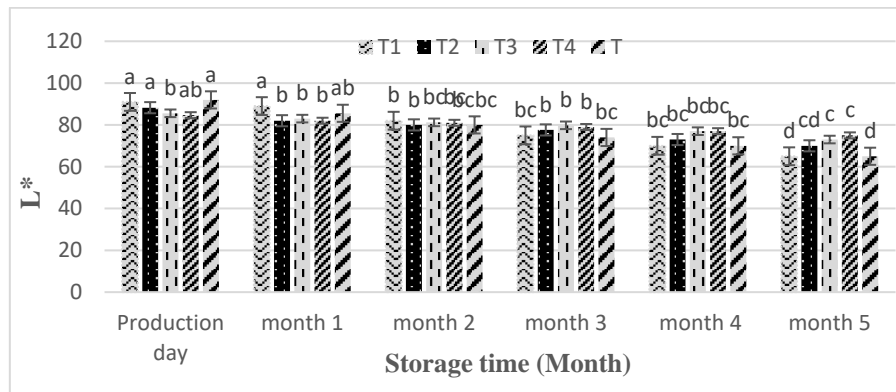 120
100
80
60
40
20
0
L*
T1 T2 T3 T4 T
a a b ab a
a b b b ab
b b bc bc bc
bc b b b bc
bc bc bc bc bc
d cd c c d
Production day
month 1
month 2
month 3
month 4
month 5
Storage time (Month)